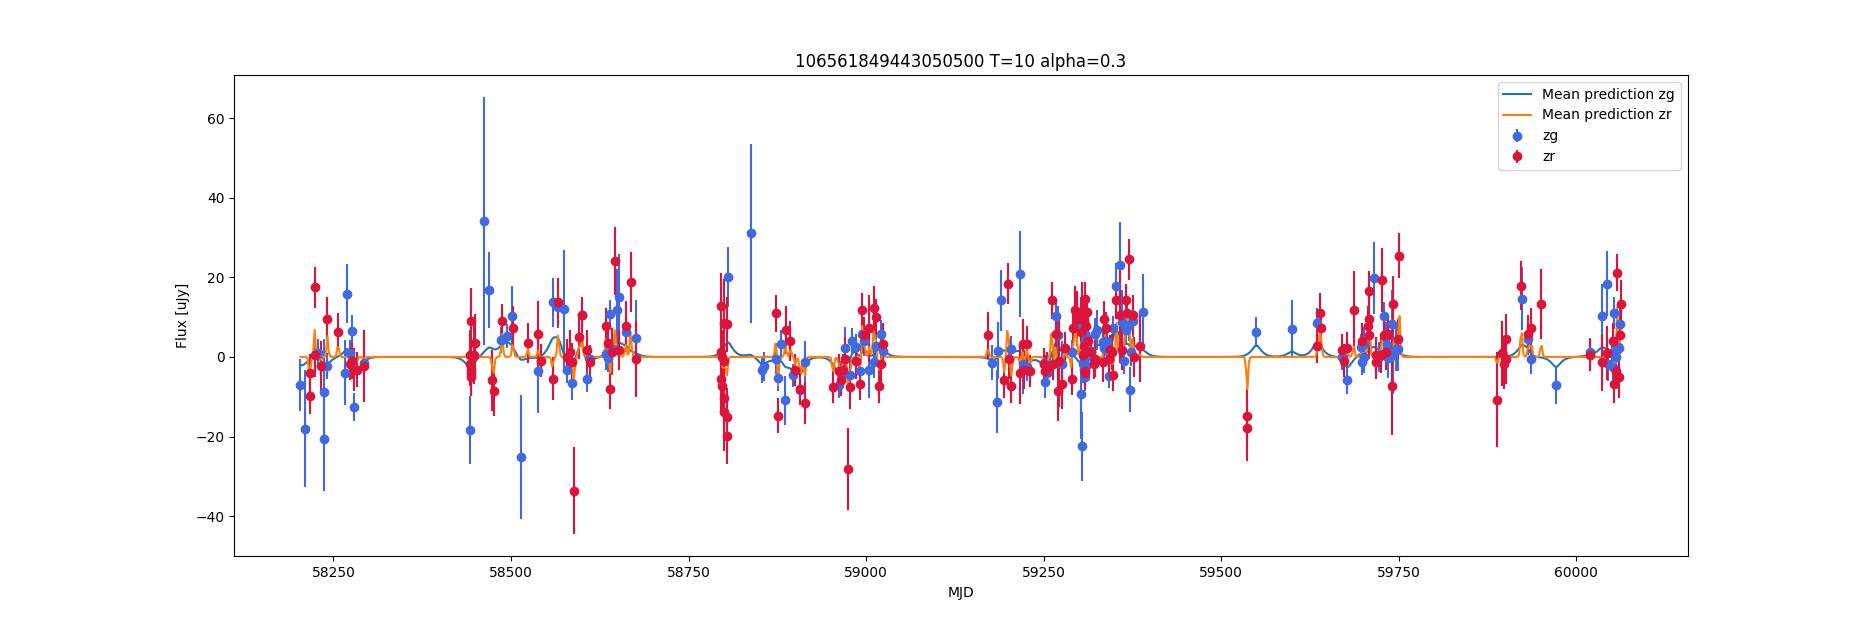 106561849443050500 T=10 alpha=0.3
Mean prediction zg
Mean prediction zr
zg
zr
Flux [uJy]
60
40
20
0
−20
−40
58250
58500
58750
59000
59250
59500
59750
60000
MJD